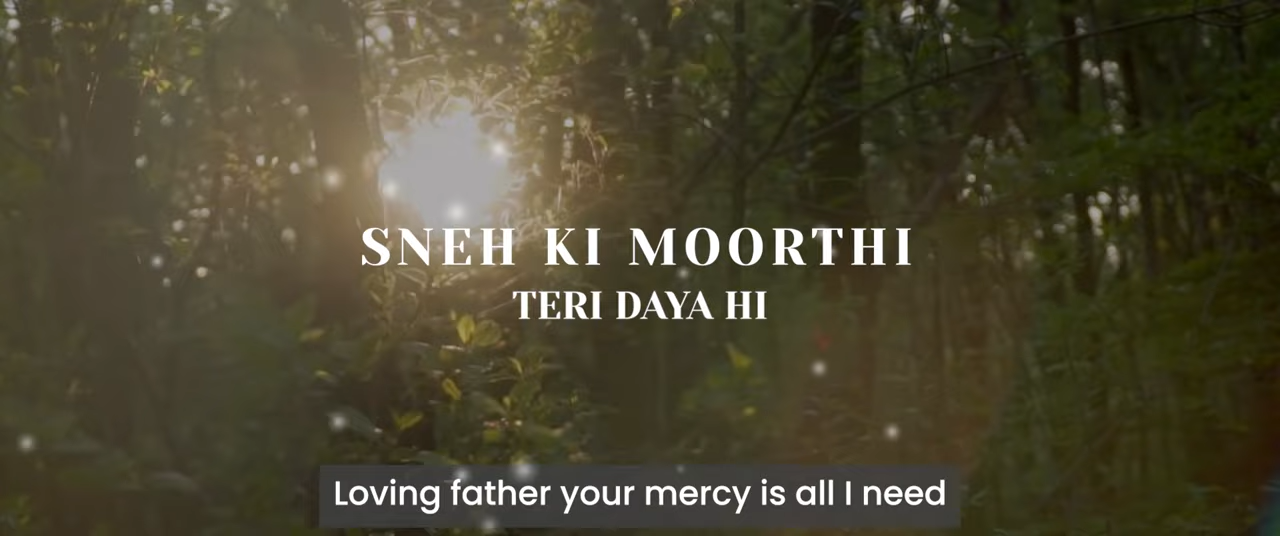 SNEH KI MOORTHI
TERI DAYA HI
Loving father your mercy is all I need